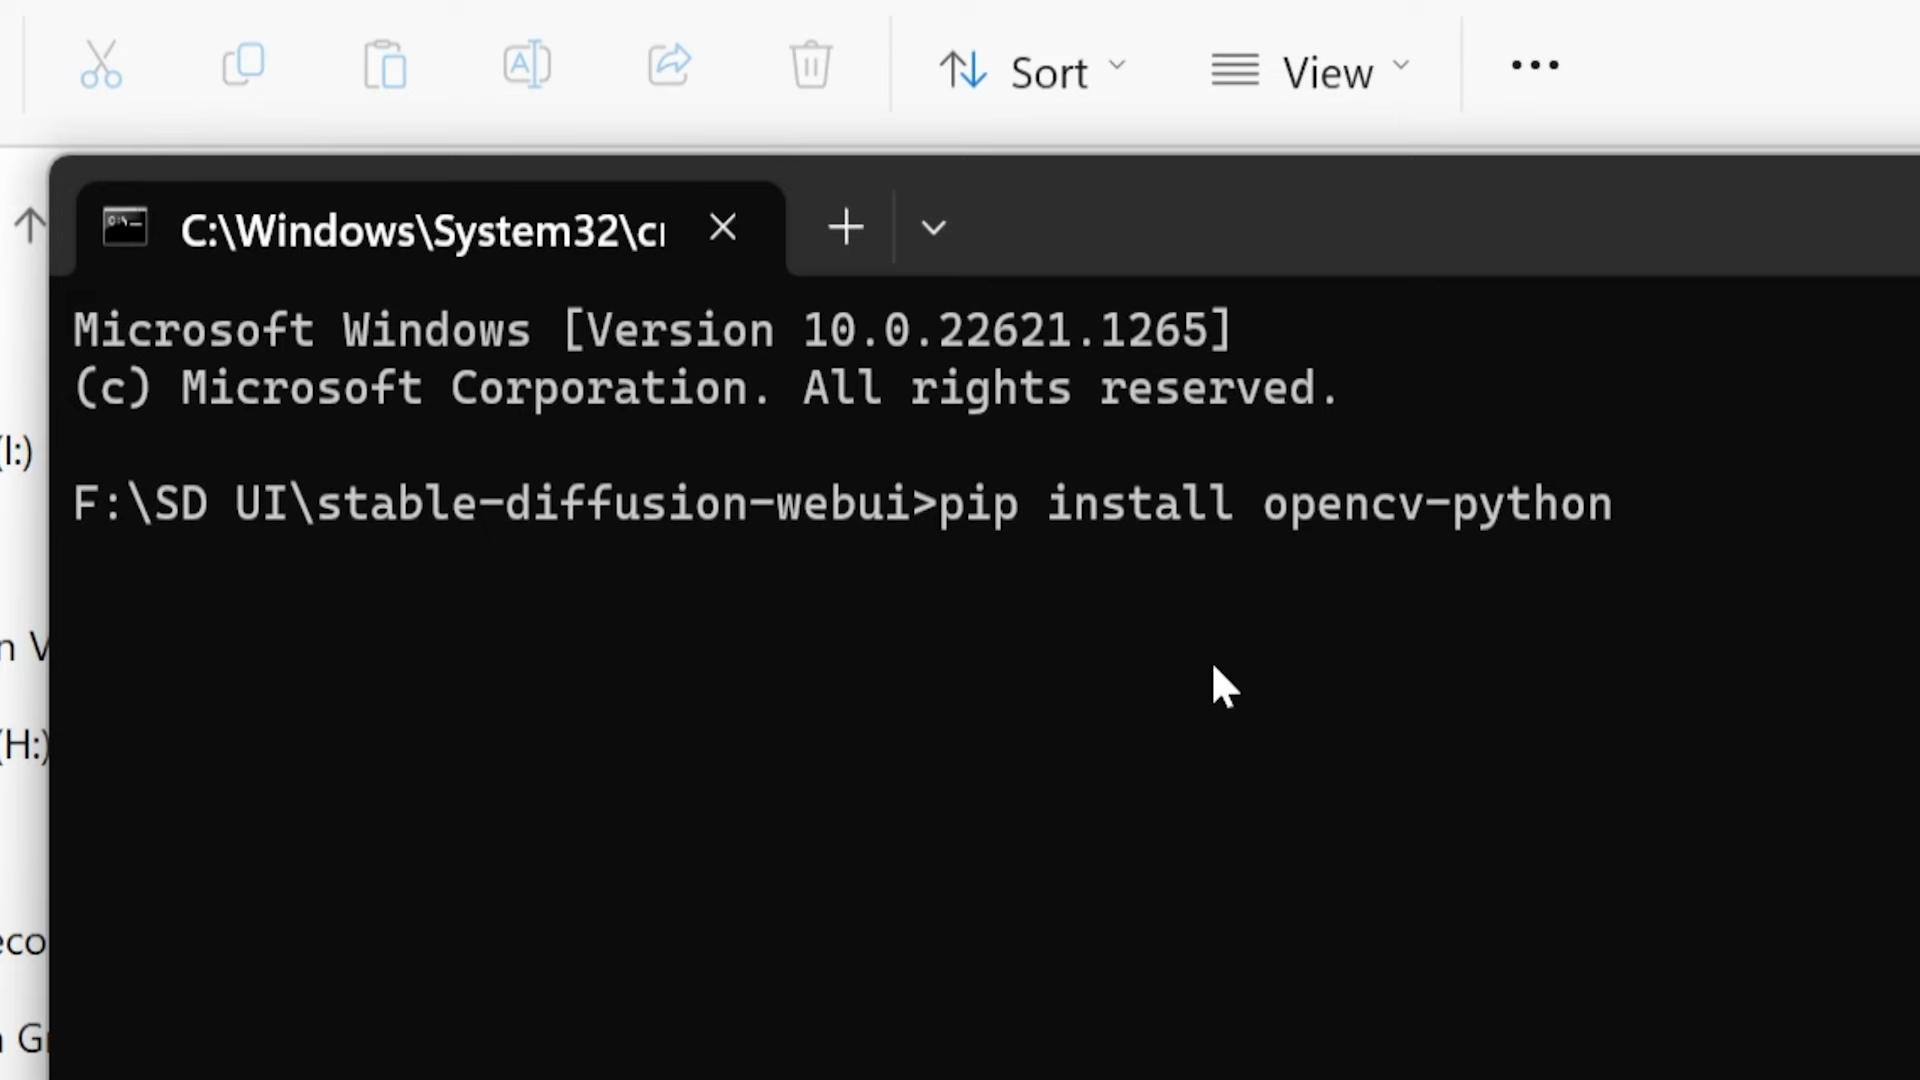 Sort
View
C:\Windows\System32\c
Microsoft Windows [Version 10.0.22621.1265]
(c) Microsoft Corporation. All rights reserved.
(I:)
F:\SD UI\stable-diffusion-webui>pip install opencv-python
n V
(H:)
eco
n G